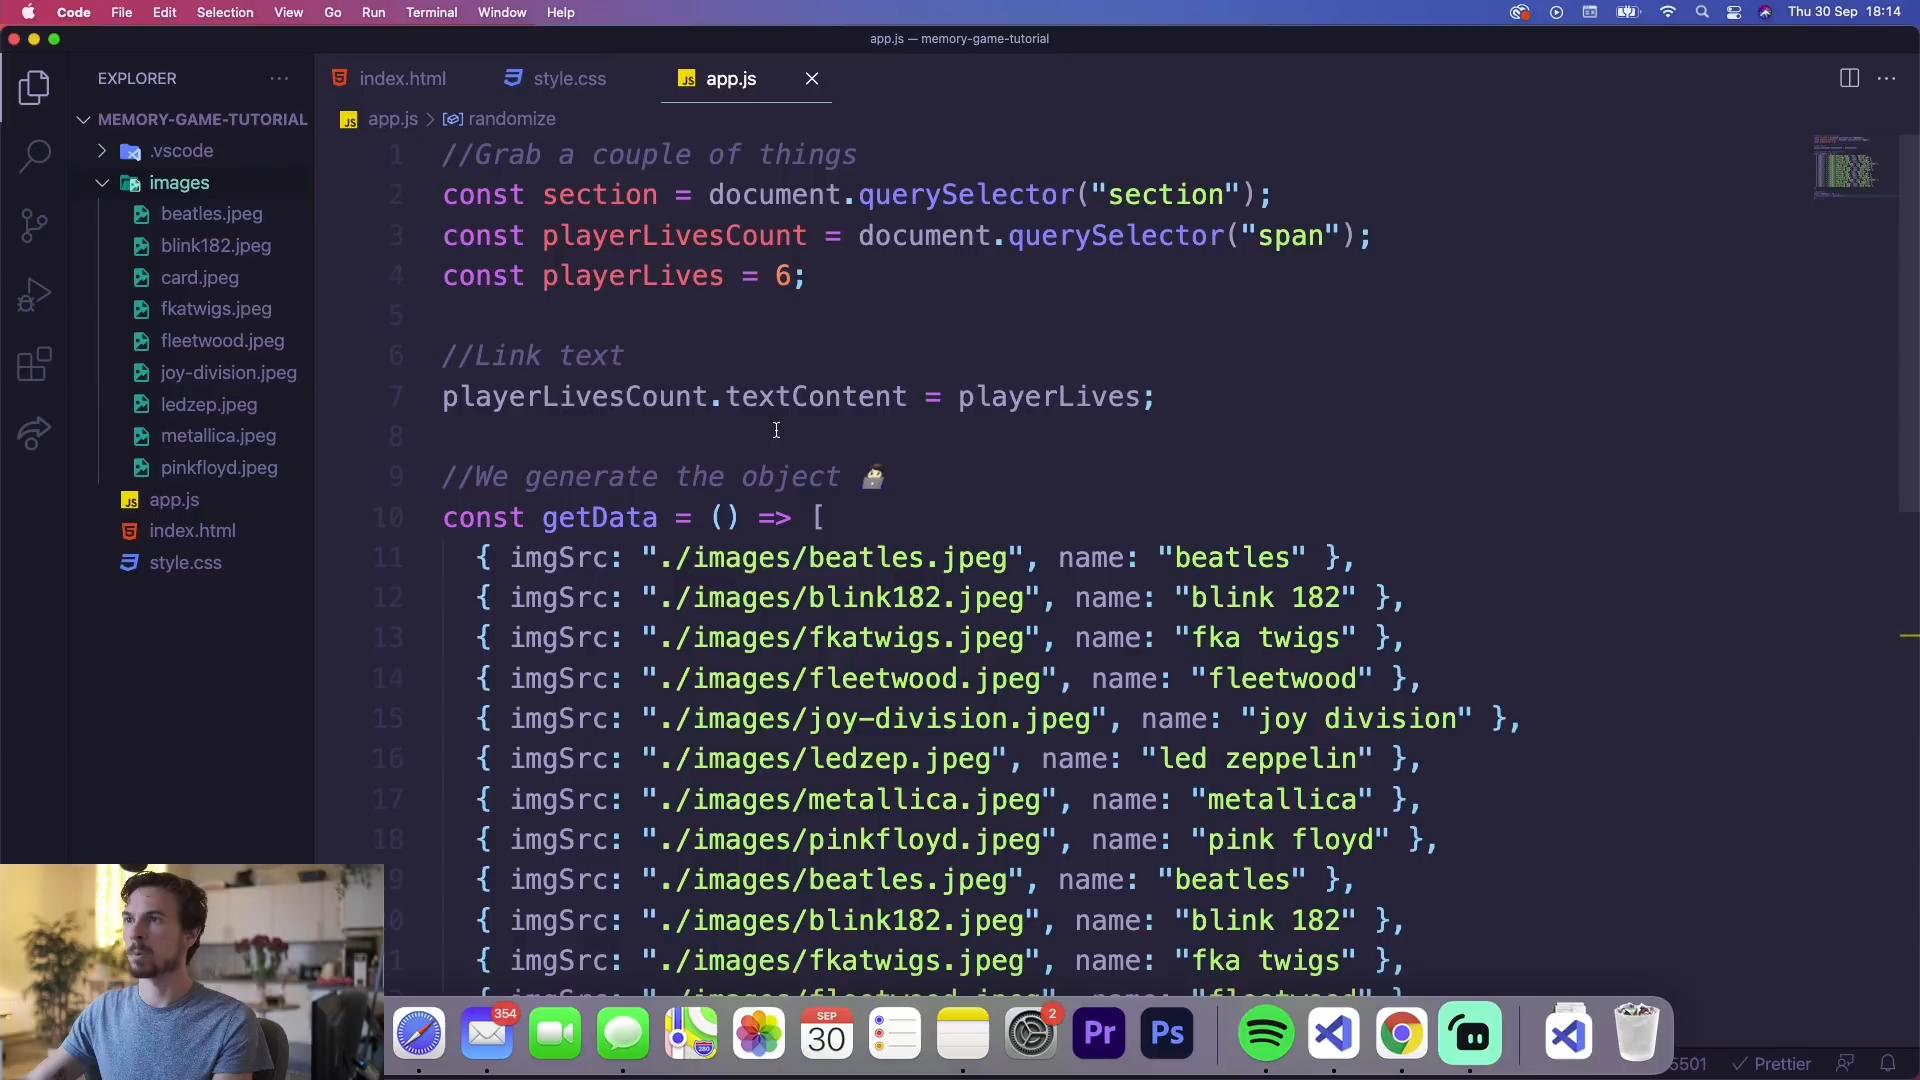 Code File Edit Selection View Go Run Terminal Window Help Thu 30 Sep 18:14
app.js — memory-game-tutorial
EXPLORER
index.html style.css app.js
MEMORY-GAME-TUTORIAL
.vscode
images
beatles.jpeg
blink182.jpeg
card.jpeg
fkatwigs.jpeg
fleetwood.jpeg
joy-division.jpeg
ledzep.jpeg
metallica.jpeg
pinkfloyd.jpeg
JS app.js
index.html
style.css
JS app.js > randomize
1 //Grab a couple of things
2 const section = document.querySelector("section");
3 const playerLivesCount = document.querySelector("span");
4 const playerLives = 6;
5
6 //Link text
7 playerLivesCount.textContent = playerLives;
8
9 //We generate the object
10 const getData = () => [
11 { imgSrc: "./images/beatles.jpeg", name: "beatles" },
12 { imgSrc: "./images/blink182.jpeg", name: "blink 182" },
13 { imgSrc: "./images/fkatwigs.jpeg", name: "fka twigs" },
14 { imgSrc: "./images/fleetwood.jpeg", name: "fleetwood" },
15 { imgSrc: "./images/joy-division.jpeg", name: "joy division" },
16 { imgSrc: "./images/ledzep.jpeg", name: "led zeppelin" },
17 { imgSrc: "./images/metallica.jpeg", name: "metallica" },
18 { imgSrc: "./images/pinkfloyd.jpeg", name: "pink floyd" },
{ imgSrc: "./images/beatles.jpeg", name: "beatles" },
{ imgSrc: "./images/blink182.jpeg", name: "blink 182" },
{ imgSrc: "./images/fkatwigs.jpeg", name: "fka twigs" },
354 SEP 30 2 Pr Ps 280
5501 Prettier